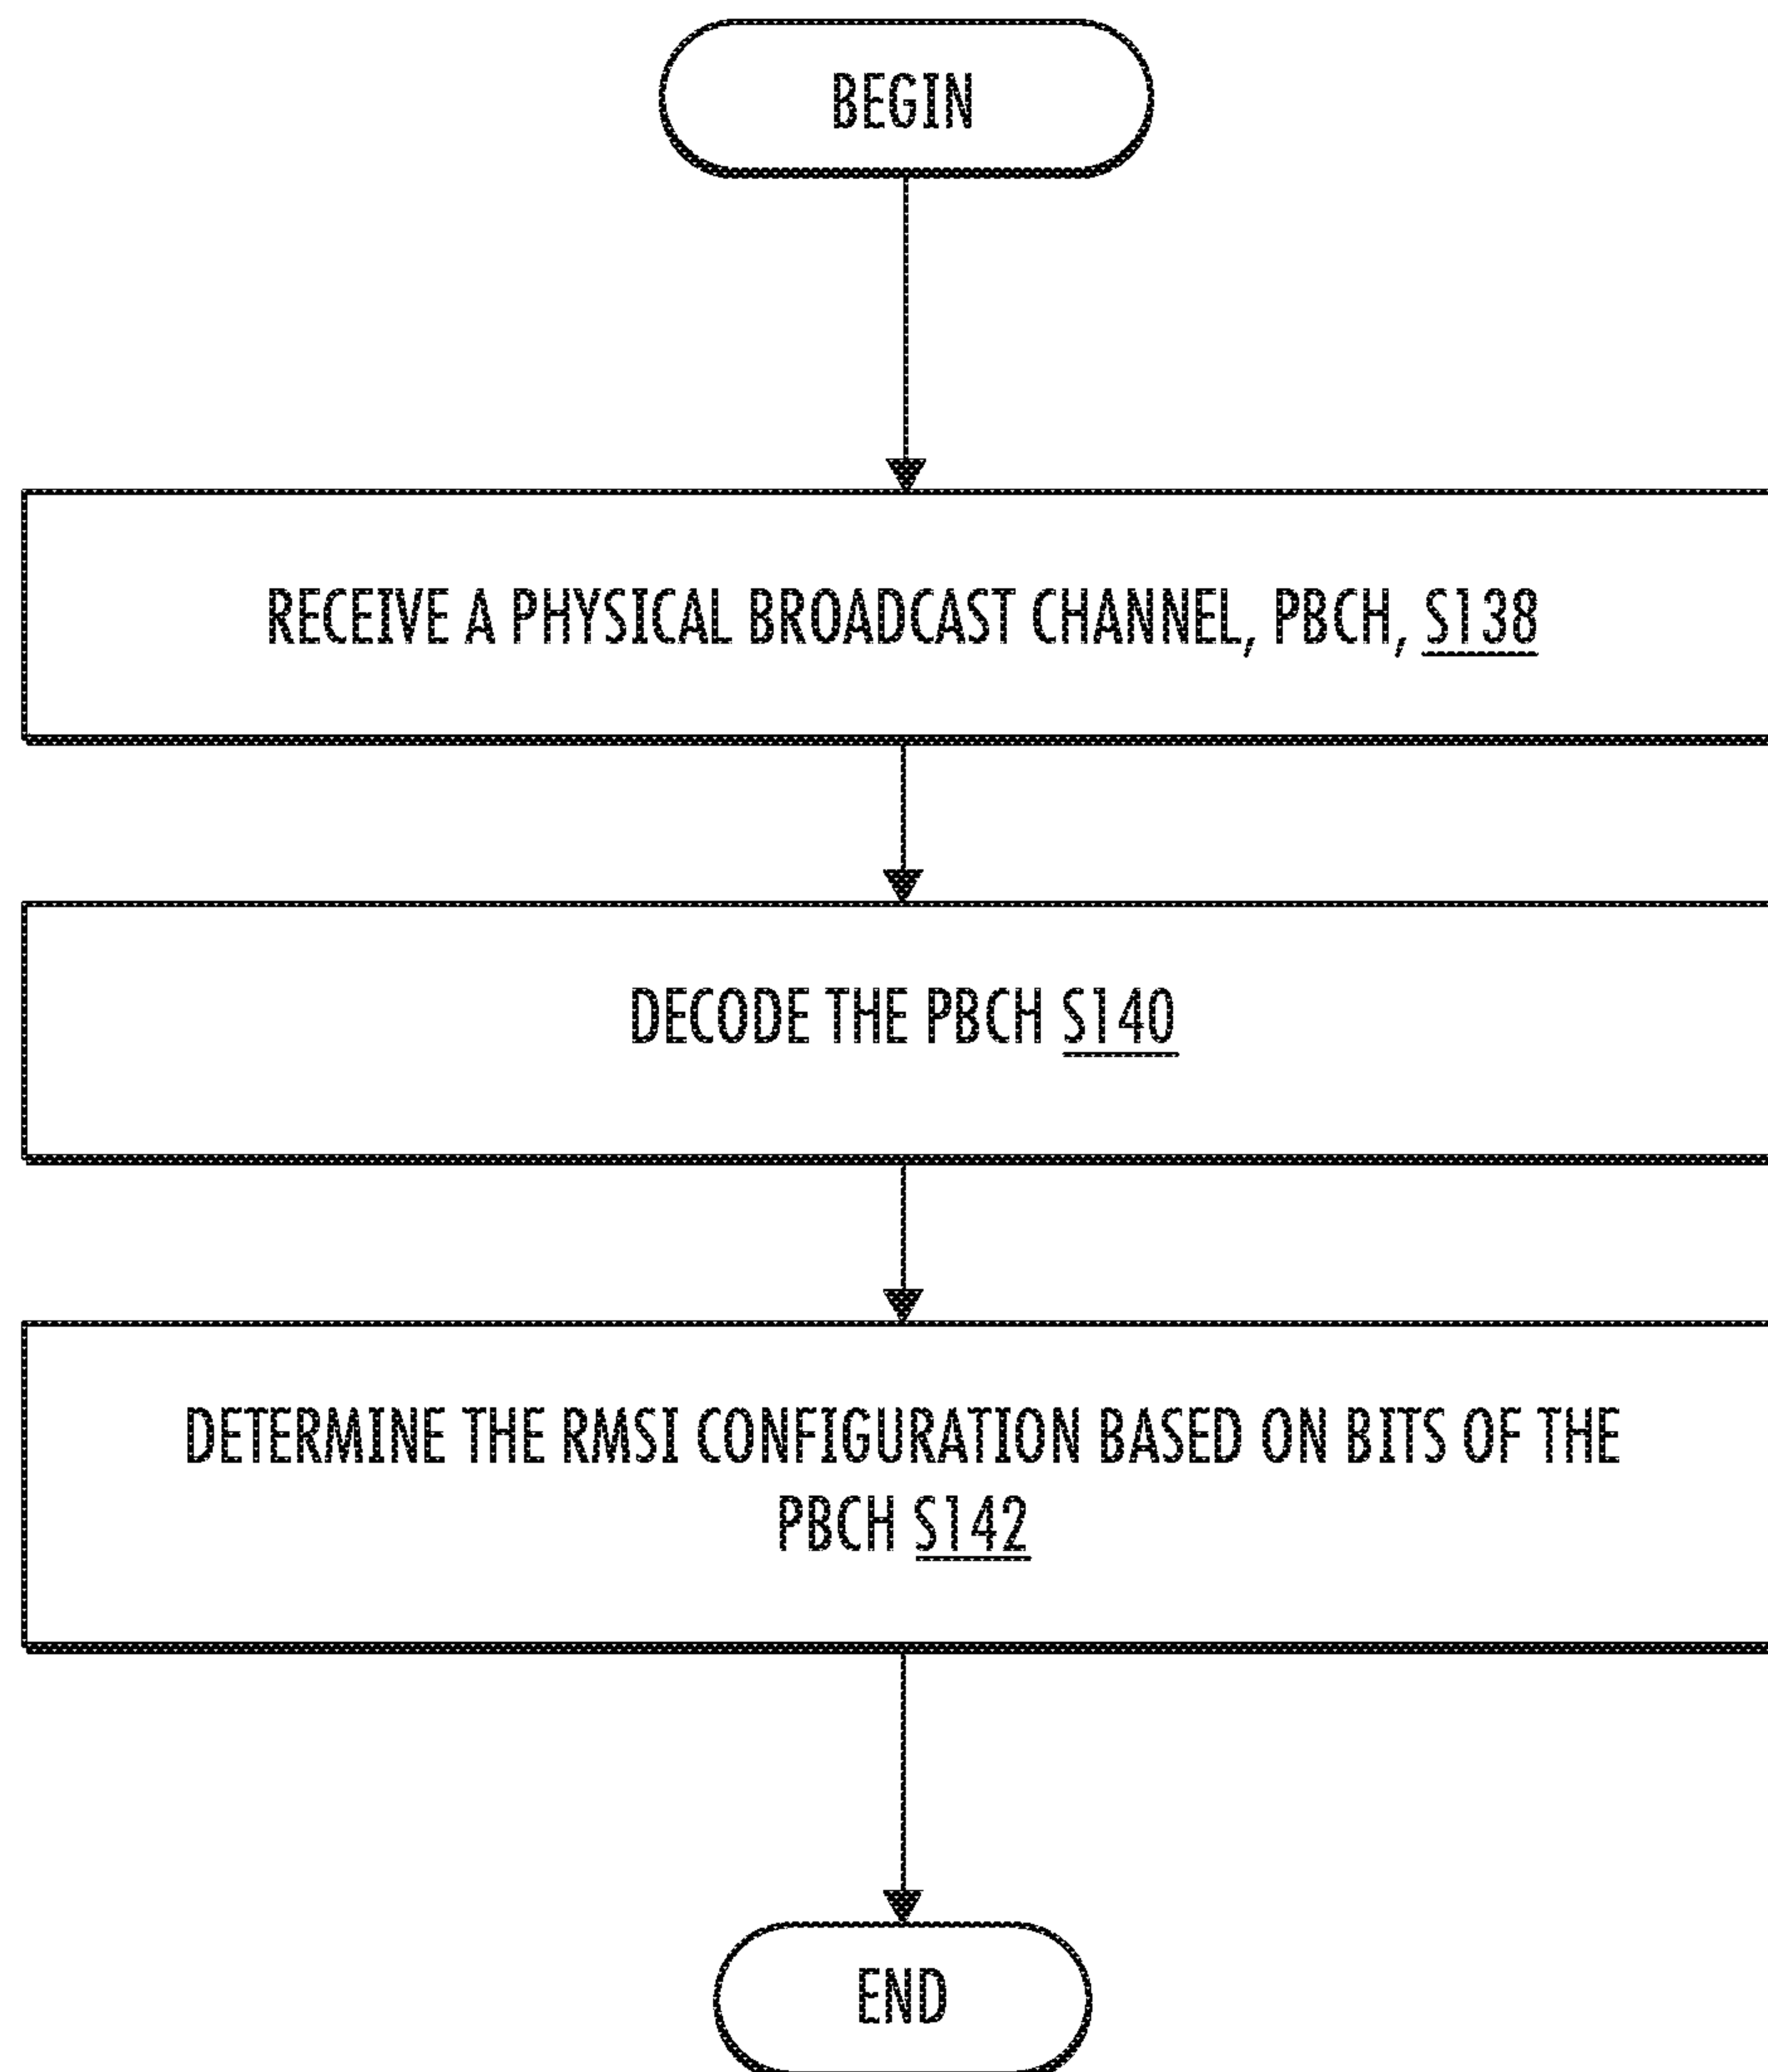 BEGIN
RECEIVE A PHYSICAL BROADCAST CHANNEL, PBCH, S138
DECODE THE PBCH S140
DETERMINE THE RMSI CONFIGURATION BASED ON BITS OF THE
PBCH S142
END